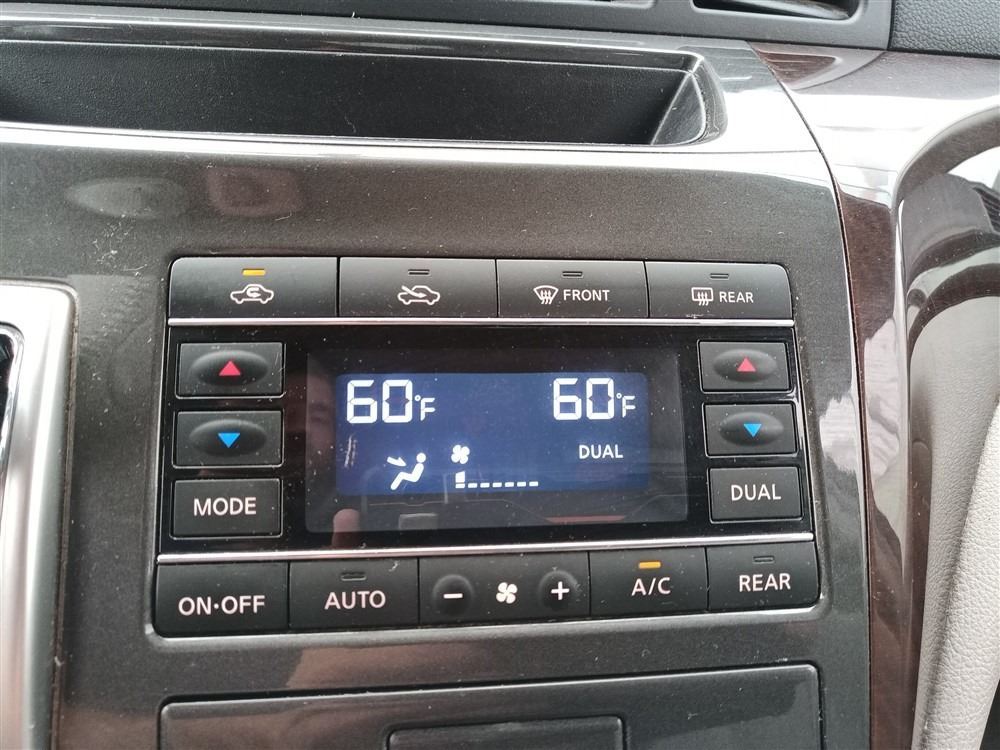 FRONT
REAR
60°F 60°F
DUAL
MODE
DUAL
ON·OFF
AUTO
− +
A/C
REAR